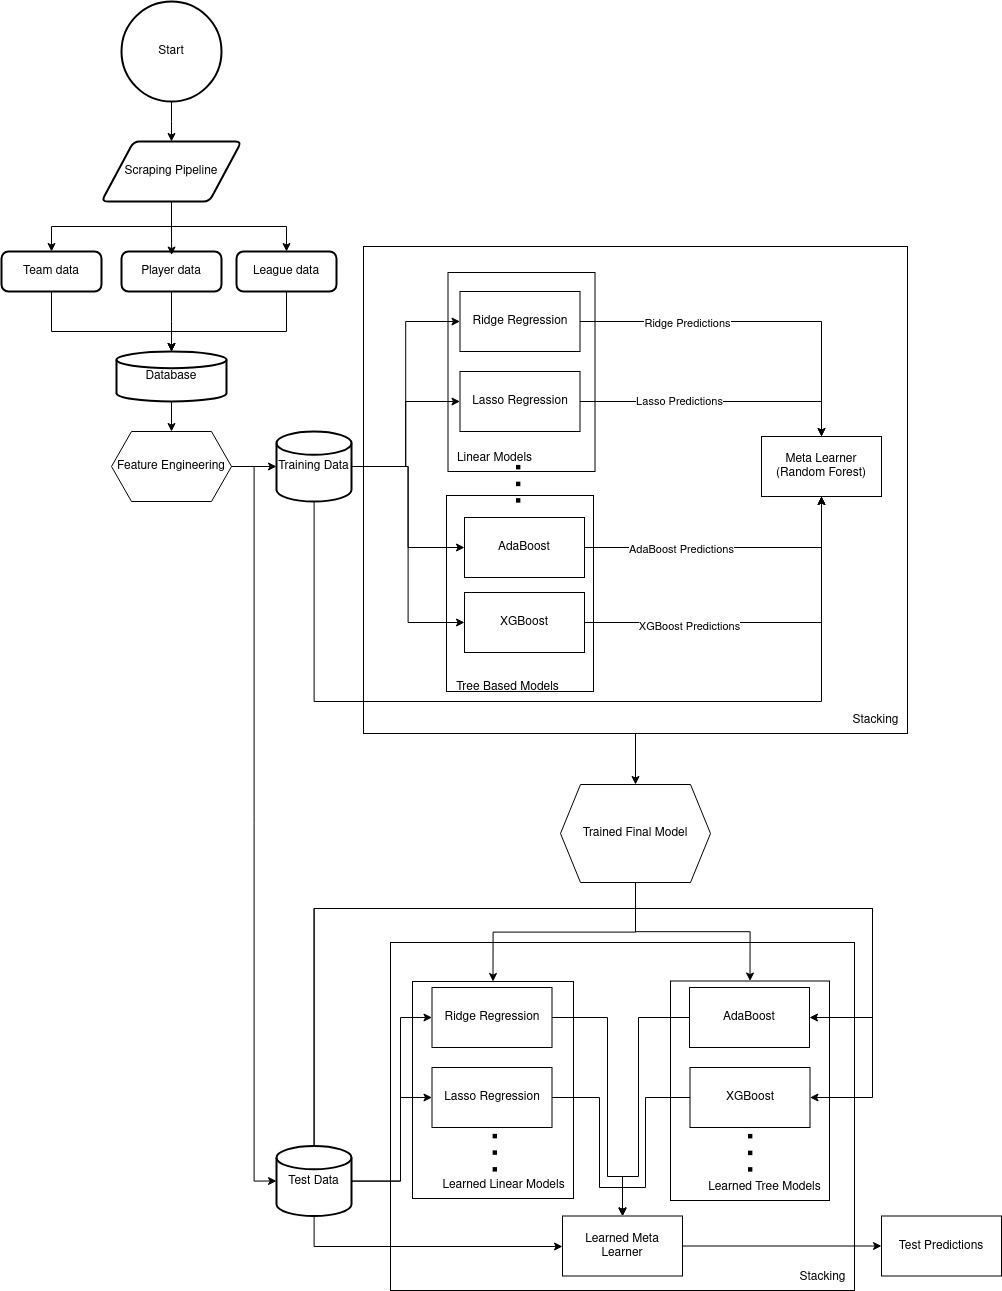 Start
Scraping Pipeline
Team data
Player data
League data
Database
Feature Engineering
Training Data
Ridge Regression
Lasso Regression
Linear Models
AdaBoost
XGBoost
Tree Based Models
Ridge Predictions
Lasso Predictions
AdaBoost Predictions
XGBoost Predictions
Meta Learner
(Random Forest)
Stacking
Trained Final Model
Ridge Regression
Lasso Regression
Learned Linear Models
AdaBoost
XGBoost
Learned Tree Models
Test Data
Learned Meta
Learner
Stacking
Test Predictions